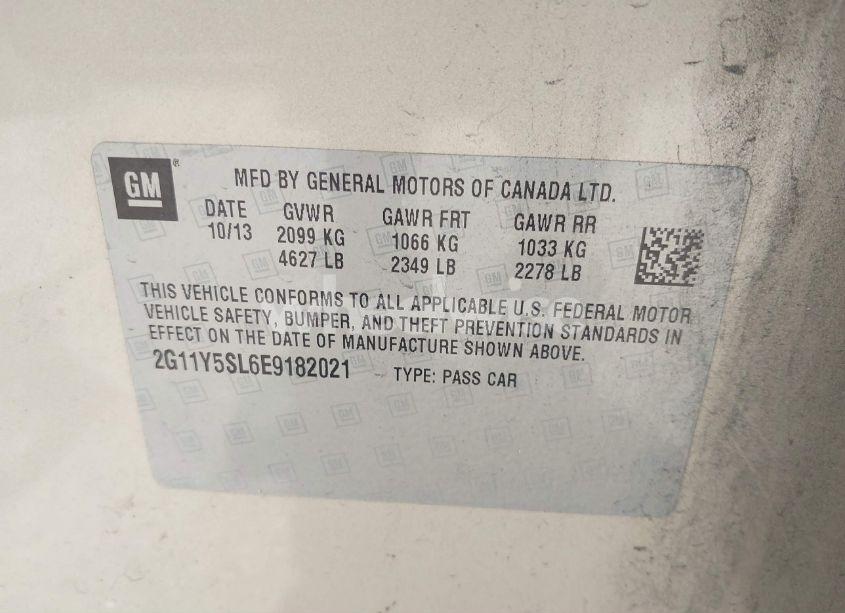 GM®
MFD BY GENERAL MOTORS OF CANADA LTD.
DATE GVWR GAWR FRT GAWR RR
10/13 2099 KG 1066 KG 1033 KG
4627 LB 2349 LB 2278 LB
THIS VEHICLE CONFORMS TO ALL APPLICABLE U.S. FEDERAL MOTOR
VEHICLE SAFETY, BUMPER, AND THEFT PREVENTION STANDARDS IN
EFFECT ON THE DATE OF MANUFACTURE SHOWN ABOVE.
2G11Y5SL6E9182021 TYPE: PASS CAR